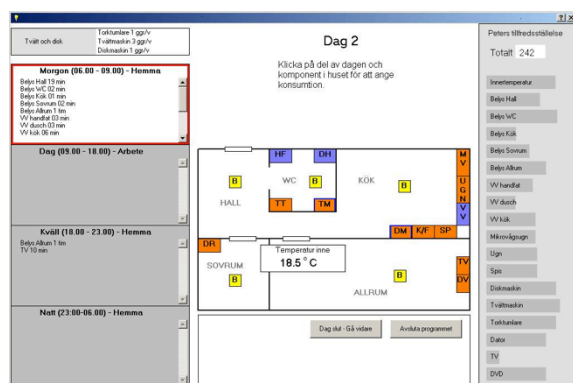 Tvätt och disk
Torktumlare 1 ggr/v
Tvättmaskin 3 ggr/v
Diskmaskin 1 ggr/v
Morgon (06.00 - 09.00) - Hemma
Belys Hall 19 min
Belys WC 02 min
Belys Kök 01 min
Belys Sovrum 02 min
Belys Allrum 1 tim
VV handfat 03 min
VV dusch 03 min
VV kök 06 min
Dag (09.00 - 18.00) - Arbete
Kväll (18.00 - 23.00) - Hemma
Belys Allrum 1 tim
TV 10 min
Natt (23:00-06.00) - Hemma
Dag 2
Klicka på del av dagen och
komponent i huset för att ange
konsumtion.
HF
DH
WC
B
B
HALL
KÖK
B
TT
TM
MV
UGN
VV
DM
K/F
SP
DR
Temperatur inne
18.5 ° C
SOVRUM
B
B
ALLRUM
TV
DV
Dag slut - Gå vidare
Avsluta programmet
Peters tillfredsställelse
Totalt 242
Innertemperatur
Belys Hall
Belys WC
Belys Kök
Belys Sovrum
Belys Allrum
VV handfat
VV dusch
VV kök
Mikrovågsugn
Ugn
Spis
Diskmaskin
Tvättmaskin
Torktumlare
Dator
TV
DVD